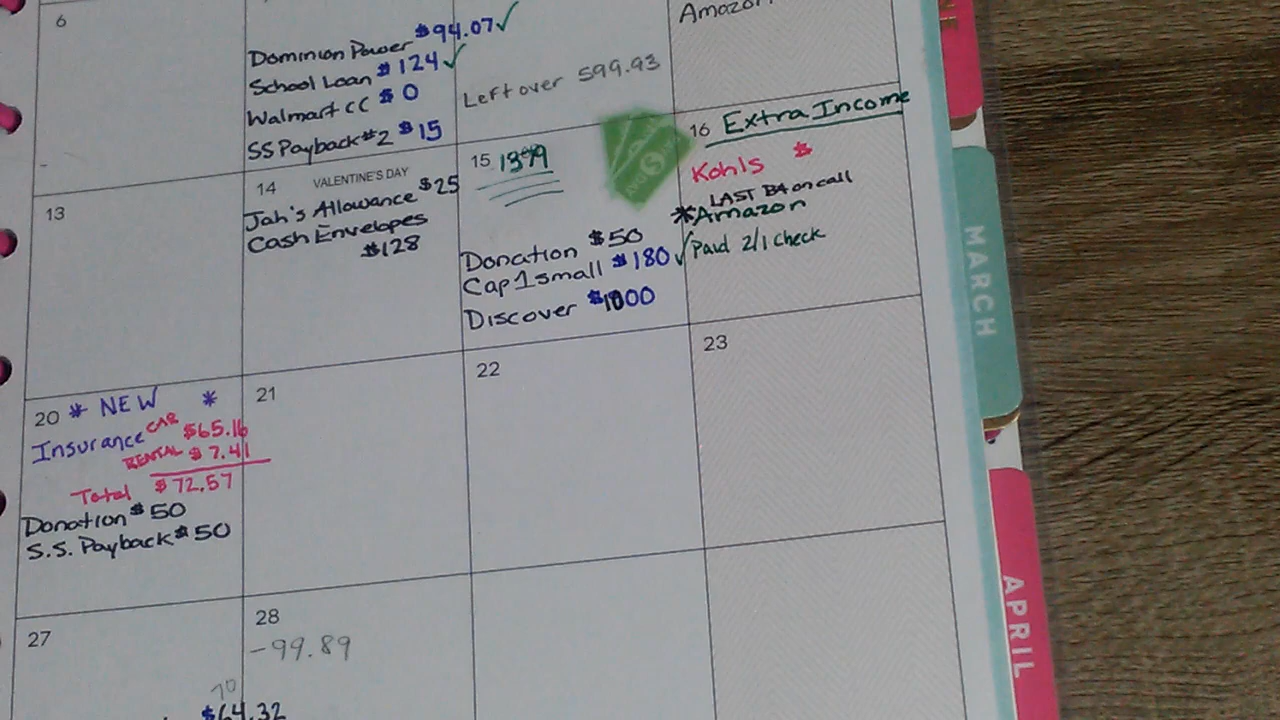 6
Dominion Power $94.07✓
School Loan $124✓
Walmart CC $0
SS Payback #2 $15
Left over 599.93
Amazon
13
14 VALENTINE'S DAY
Jah's Allowance $25
Cash Envelopes
$128
15
Donation $50
Cap 1 small $180✓
Discover $1000
16 Extra Income
Kohls $
LAST B4 on call
*Amazon
Paid 2/1 check
20 * NEW *
Insurance CAR $65.16
RENTAL $7.41
Total $72.57
Donation $50
S.S. Payback $50
21
22
23
27
28
-99.89
70
$64.32
MARCH
APRIL